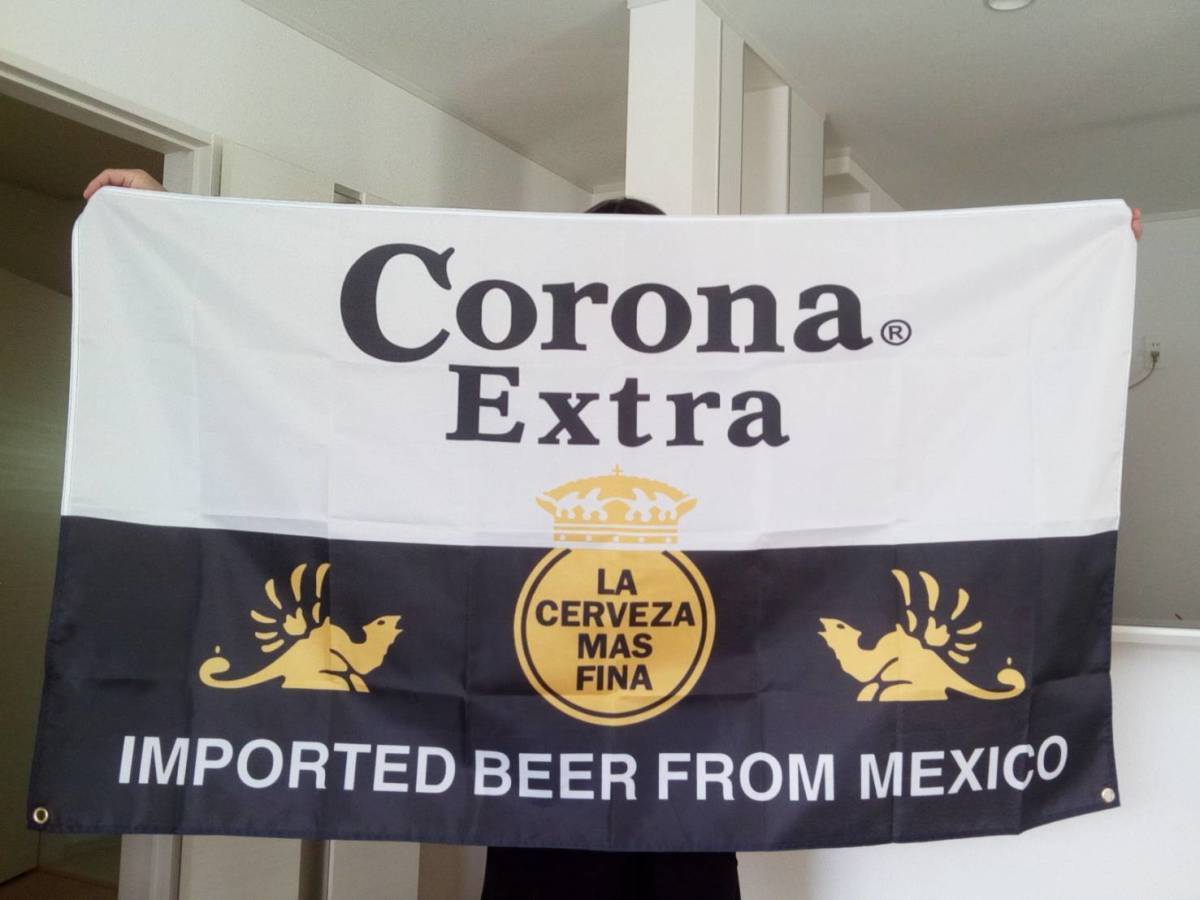 Corona®
Extra
LA
CERVEZA
MAS
FINA
IMPORTED BEER FROM MEXICO